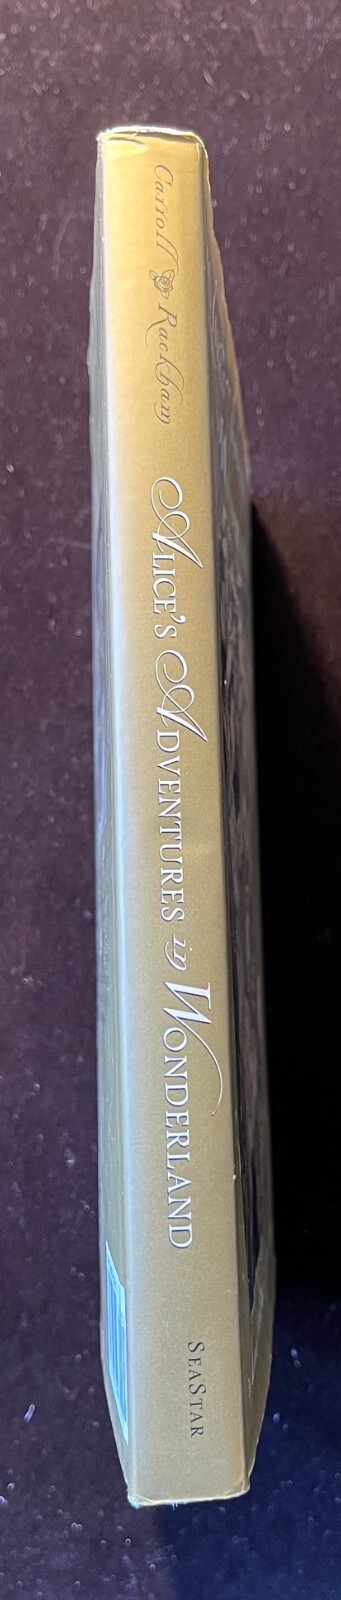 Carroll Rackham
ALICE'S ADVENTURES in WONDERLAND
SEASTAR